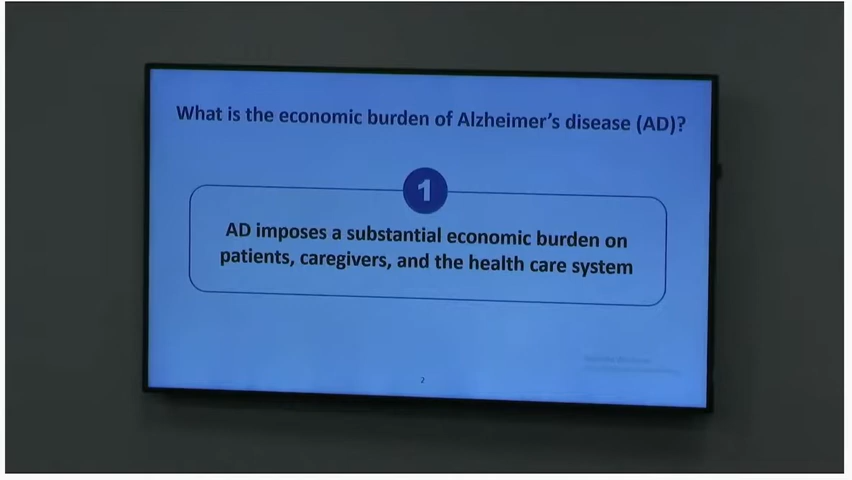 What is the economic burden of Alzheimer's disease (AD)?
1
AD imposes a substantial economic burden on
patients, caregivers, and the health care system
2